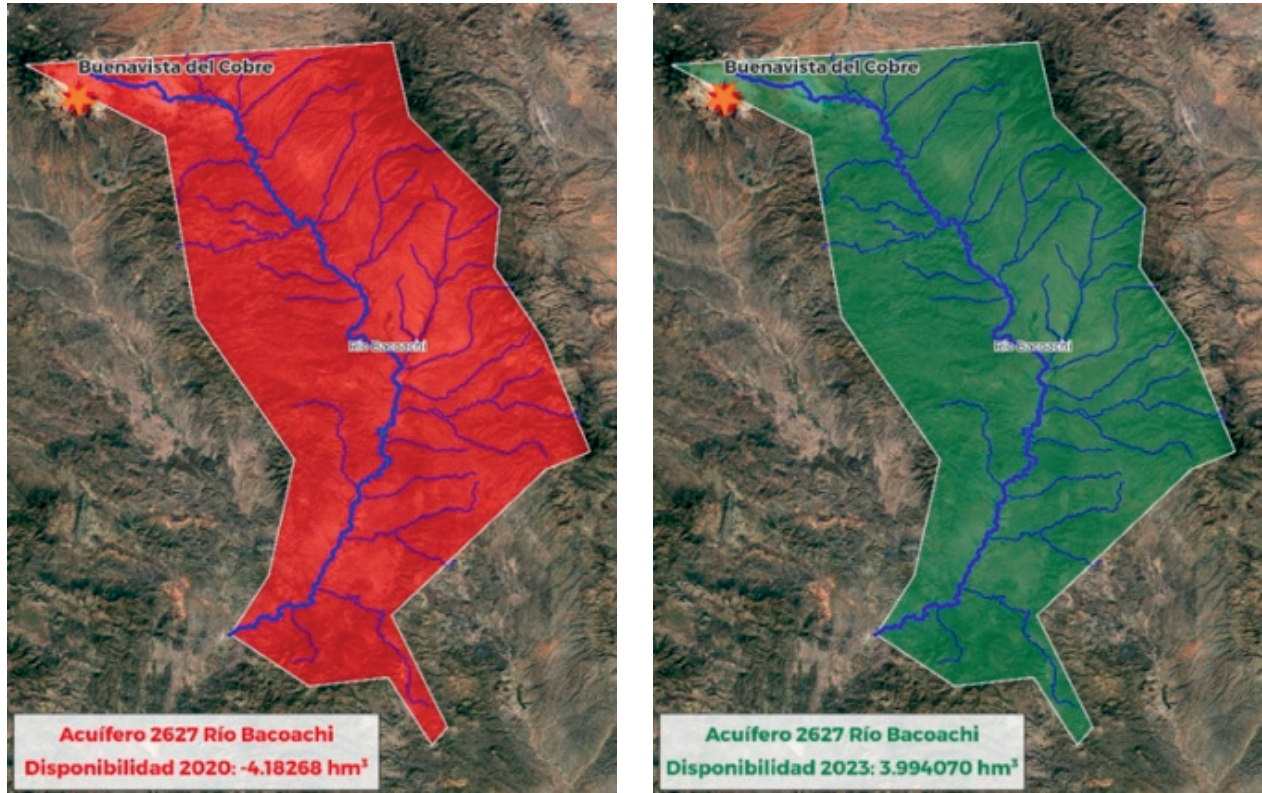 Buenavista del Cobre
Río Bacoachi
Acuífero 2627 Río Bacoachi
Disponibilidad 2020: -4.18268 hm³
Buenavista del Cobre
Río Bacoachi
Acuífero 2627 Río Bacoachi
Disponibilidad 2023: 3.994070 hm³